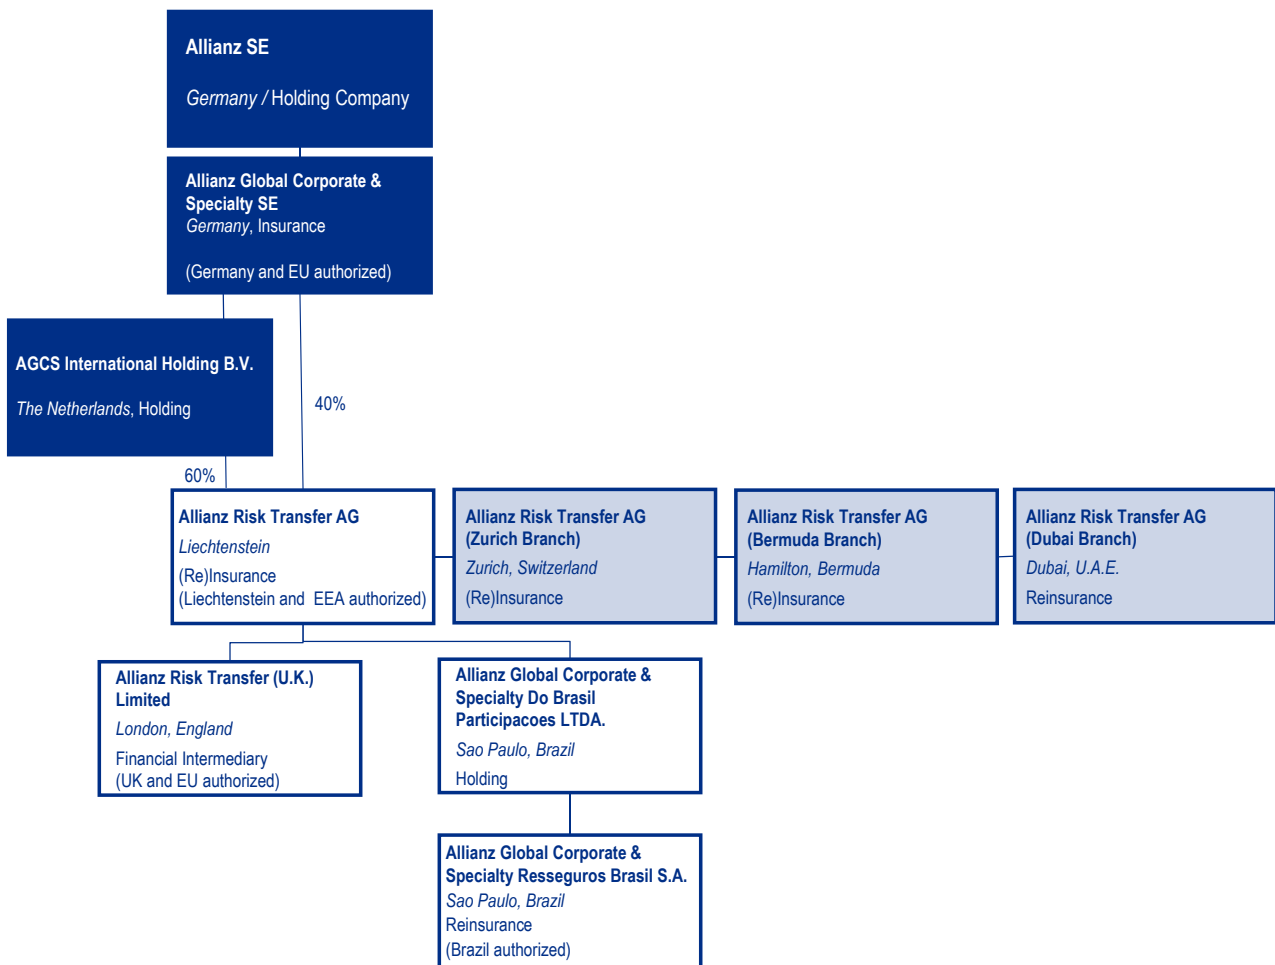 Allianz SE
Germany / Holding Company
Allianz Global Corporate &
Specialty SE
Germany, Insurance
(Germany and EU authorized)
AGCS International Holding B.V.
The Netherlands, Holding
40%
60%
Allianz Risk Transfer AG
Liechtenstein
(Re)Insurance
(Liechtenstein and EEA authorized)
Allianz Risk Transfer AG
(Zurich Branch)
Zurich, Switzerland
(Re)Insurance
Allianz Risk Transfer AG
(Bermuda Branch)
Hamilton, Bermuda
(Re)Insurance
Allianz Risk Transfer AG
(Dubai Branch)
Dubai, U.A.E.
Reinsurance
Allianz Risk Transfer (U.K.)
Limited
London, England
Financial Intermediary
(UK and EU authorized)
Allianz Global Corporate &
Specialty Do Brasil
Participacoes LTDA.
Sao Paulo, Brazil
Holding
Allianz Global Corporate &
Specialty Resseguros Brasil S.A.
Sao Paulo, Brazil
Reinsurance
(Brazil authorized)